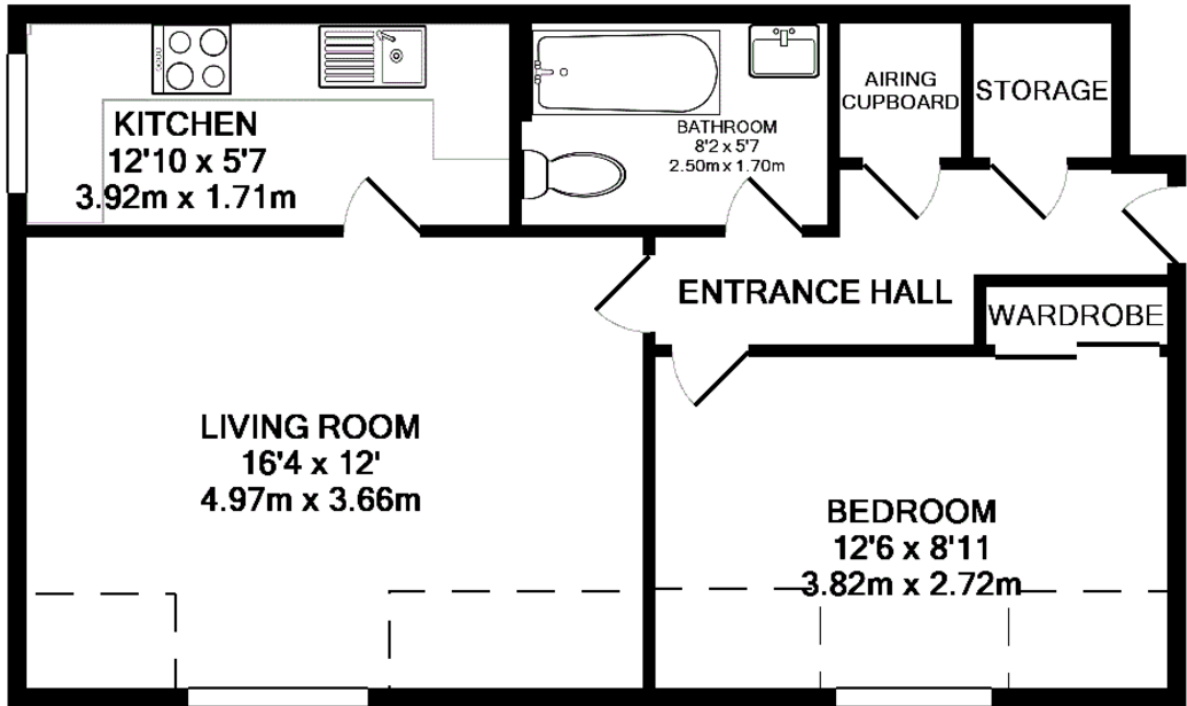 KITCHEN
12'10 x 5'7
3.92m x 1.71m
BATHROOM
8'2 x 5'7
2.50m x 1.70m
AIRING
CUPBOARD
STORAGE
ENTRANCE HALL
WARDROBE
LIVING ROOM
16'4 x 12'
4.97m x 3.66m
BEDROOM
12'6 x 8'11
3.82m x 2.72m